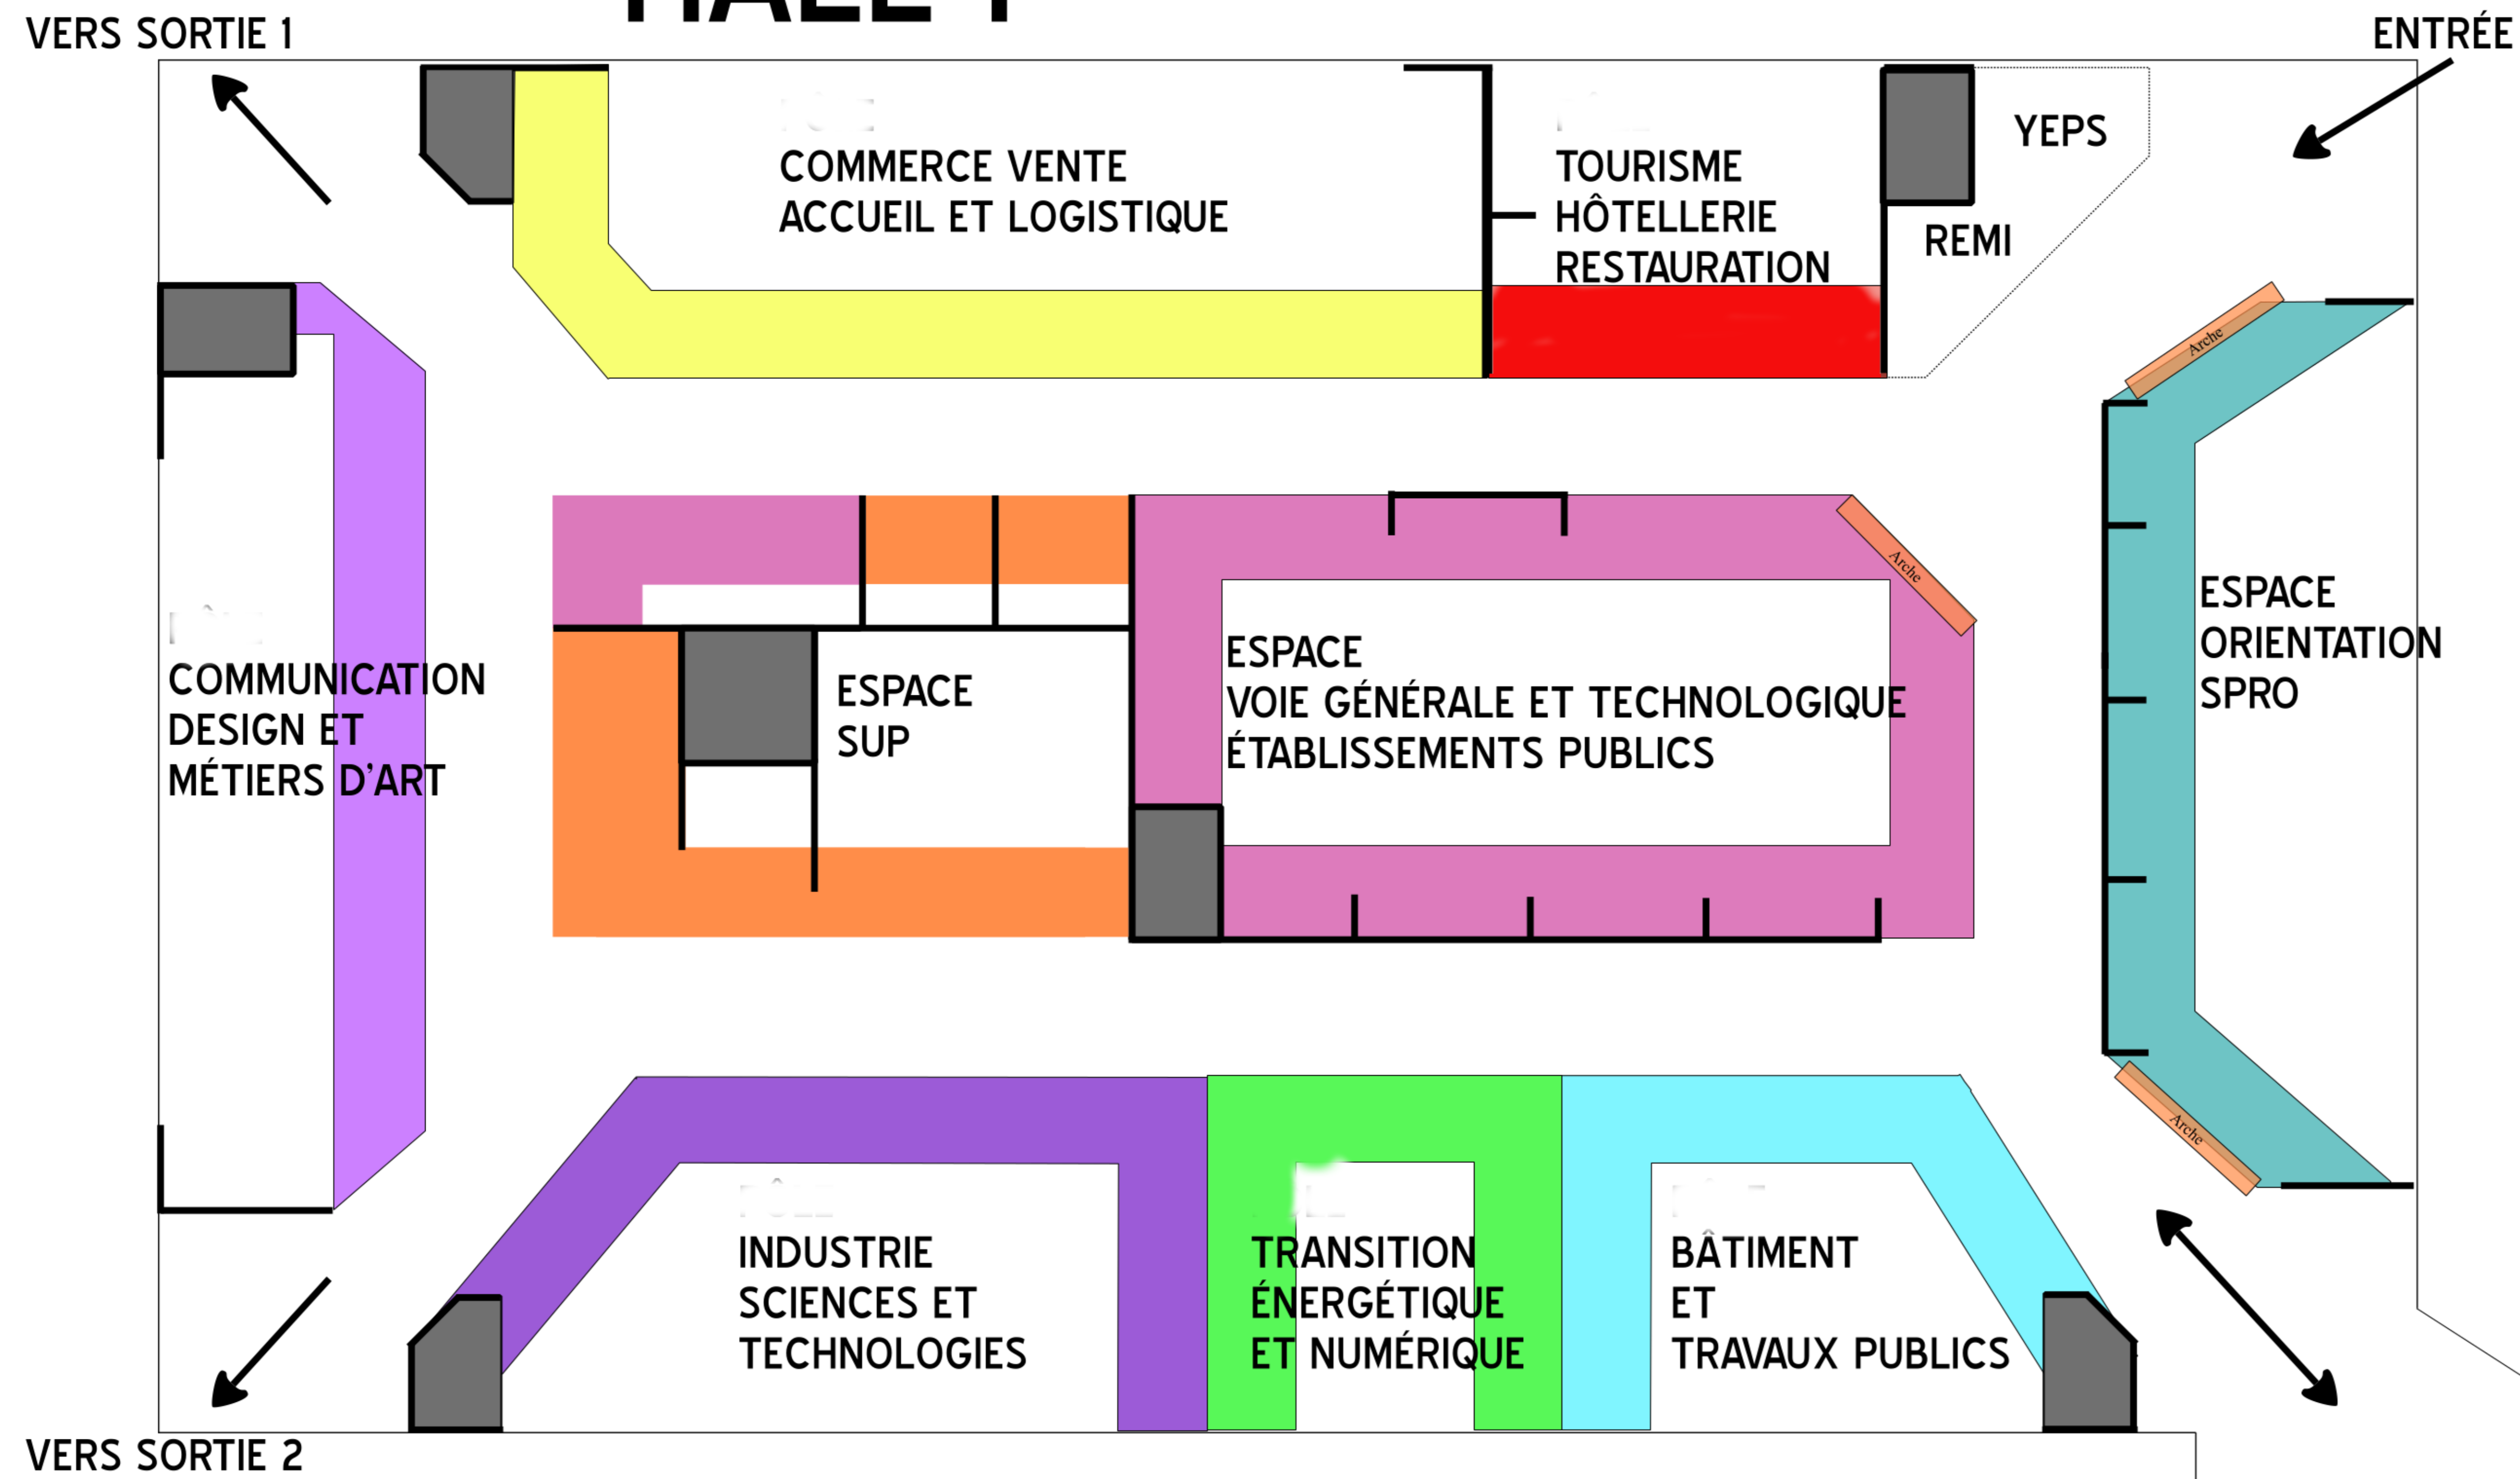 VERS SORTIE 1
ENTRÉE
COMMERCE VENTE
ACCUEIL ET LOGISTIQUE
TOURISME
HÔTELLERIE
RESTAURATION
YEPS
REMI
Arche
Arche
COMMUNICATION
DESIGN ET
MÉTIERS D'ART
ESPACE
SUP
ESPACE
VOIE GÉNÉRALE ET TECHNOLOGIQUE
ÉTABLISSEMENTS PUBLICS
ESPACE
ORIENTATION
SPRO
Arche
INDUSTRIE
SCIENCES ET
TECHNOLOGIES
TRANSITION
ÉNERGÉTIQUE
ET NUMÉRIQUE
BÂTIMENT
ET
TRAVAUX PUBLICS
VERS SORTIE 2